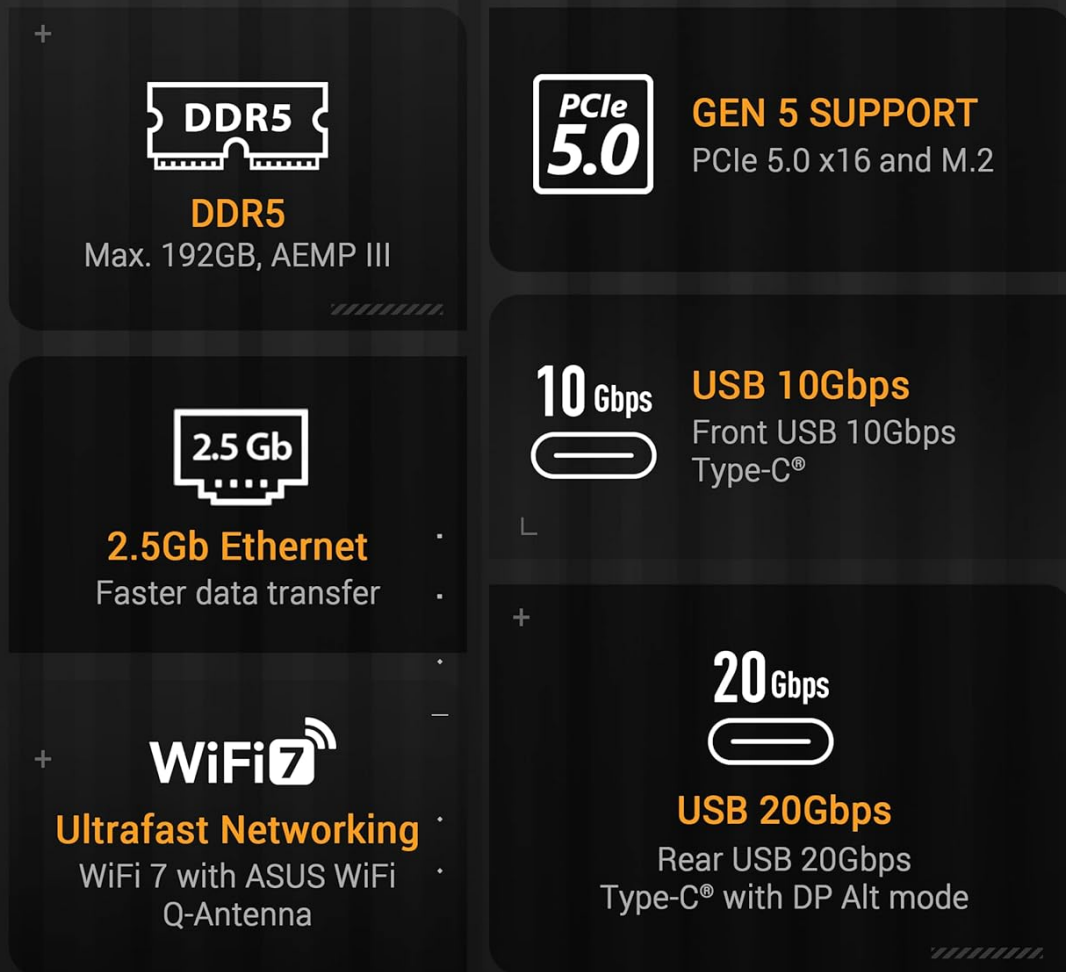 DDR5
DDR5
Max. 192GB, AEMP III
2.5 Gb
2.5Gb Ethernet
Faster data transfer
WiFi 7
Ultrafast Networking
WiFi 7 with ASUS WiFi
Q-Antenna
PCIe
5.0
GEN 5 SUPPORT
PCIe 5.0 x16 and M.2
10 Gbps
USB 10Gbps
Front USB 10Gbps
Type-C®
20 Gbps
USB 20Gbps
Rear USB 20Gbps
Type-C® with DP Alt mode